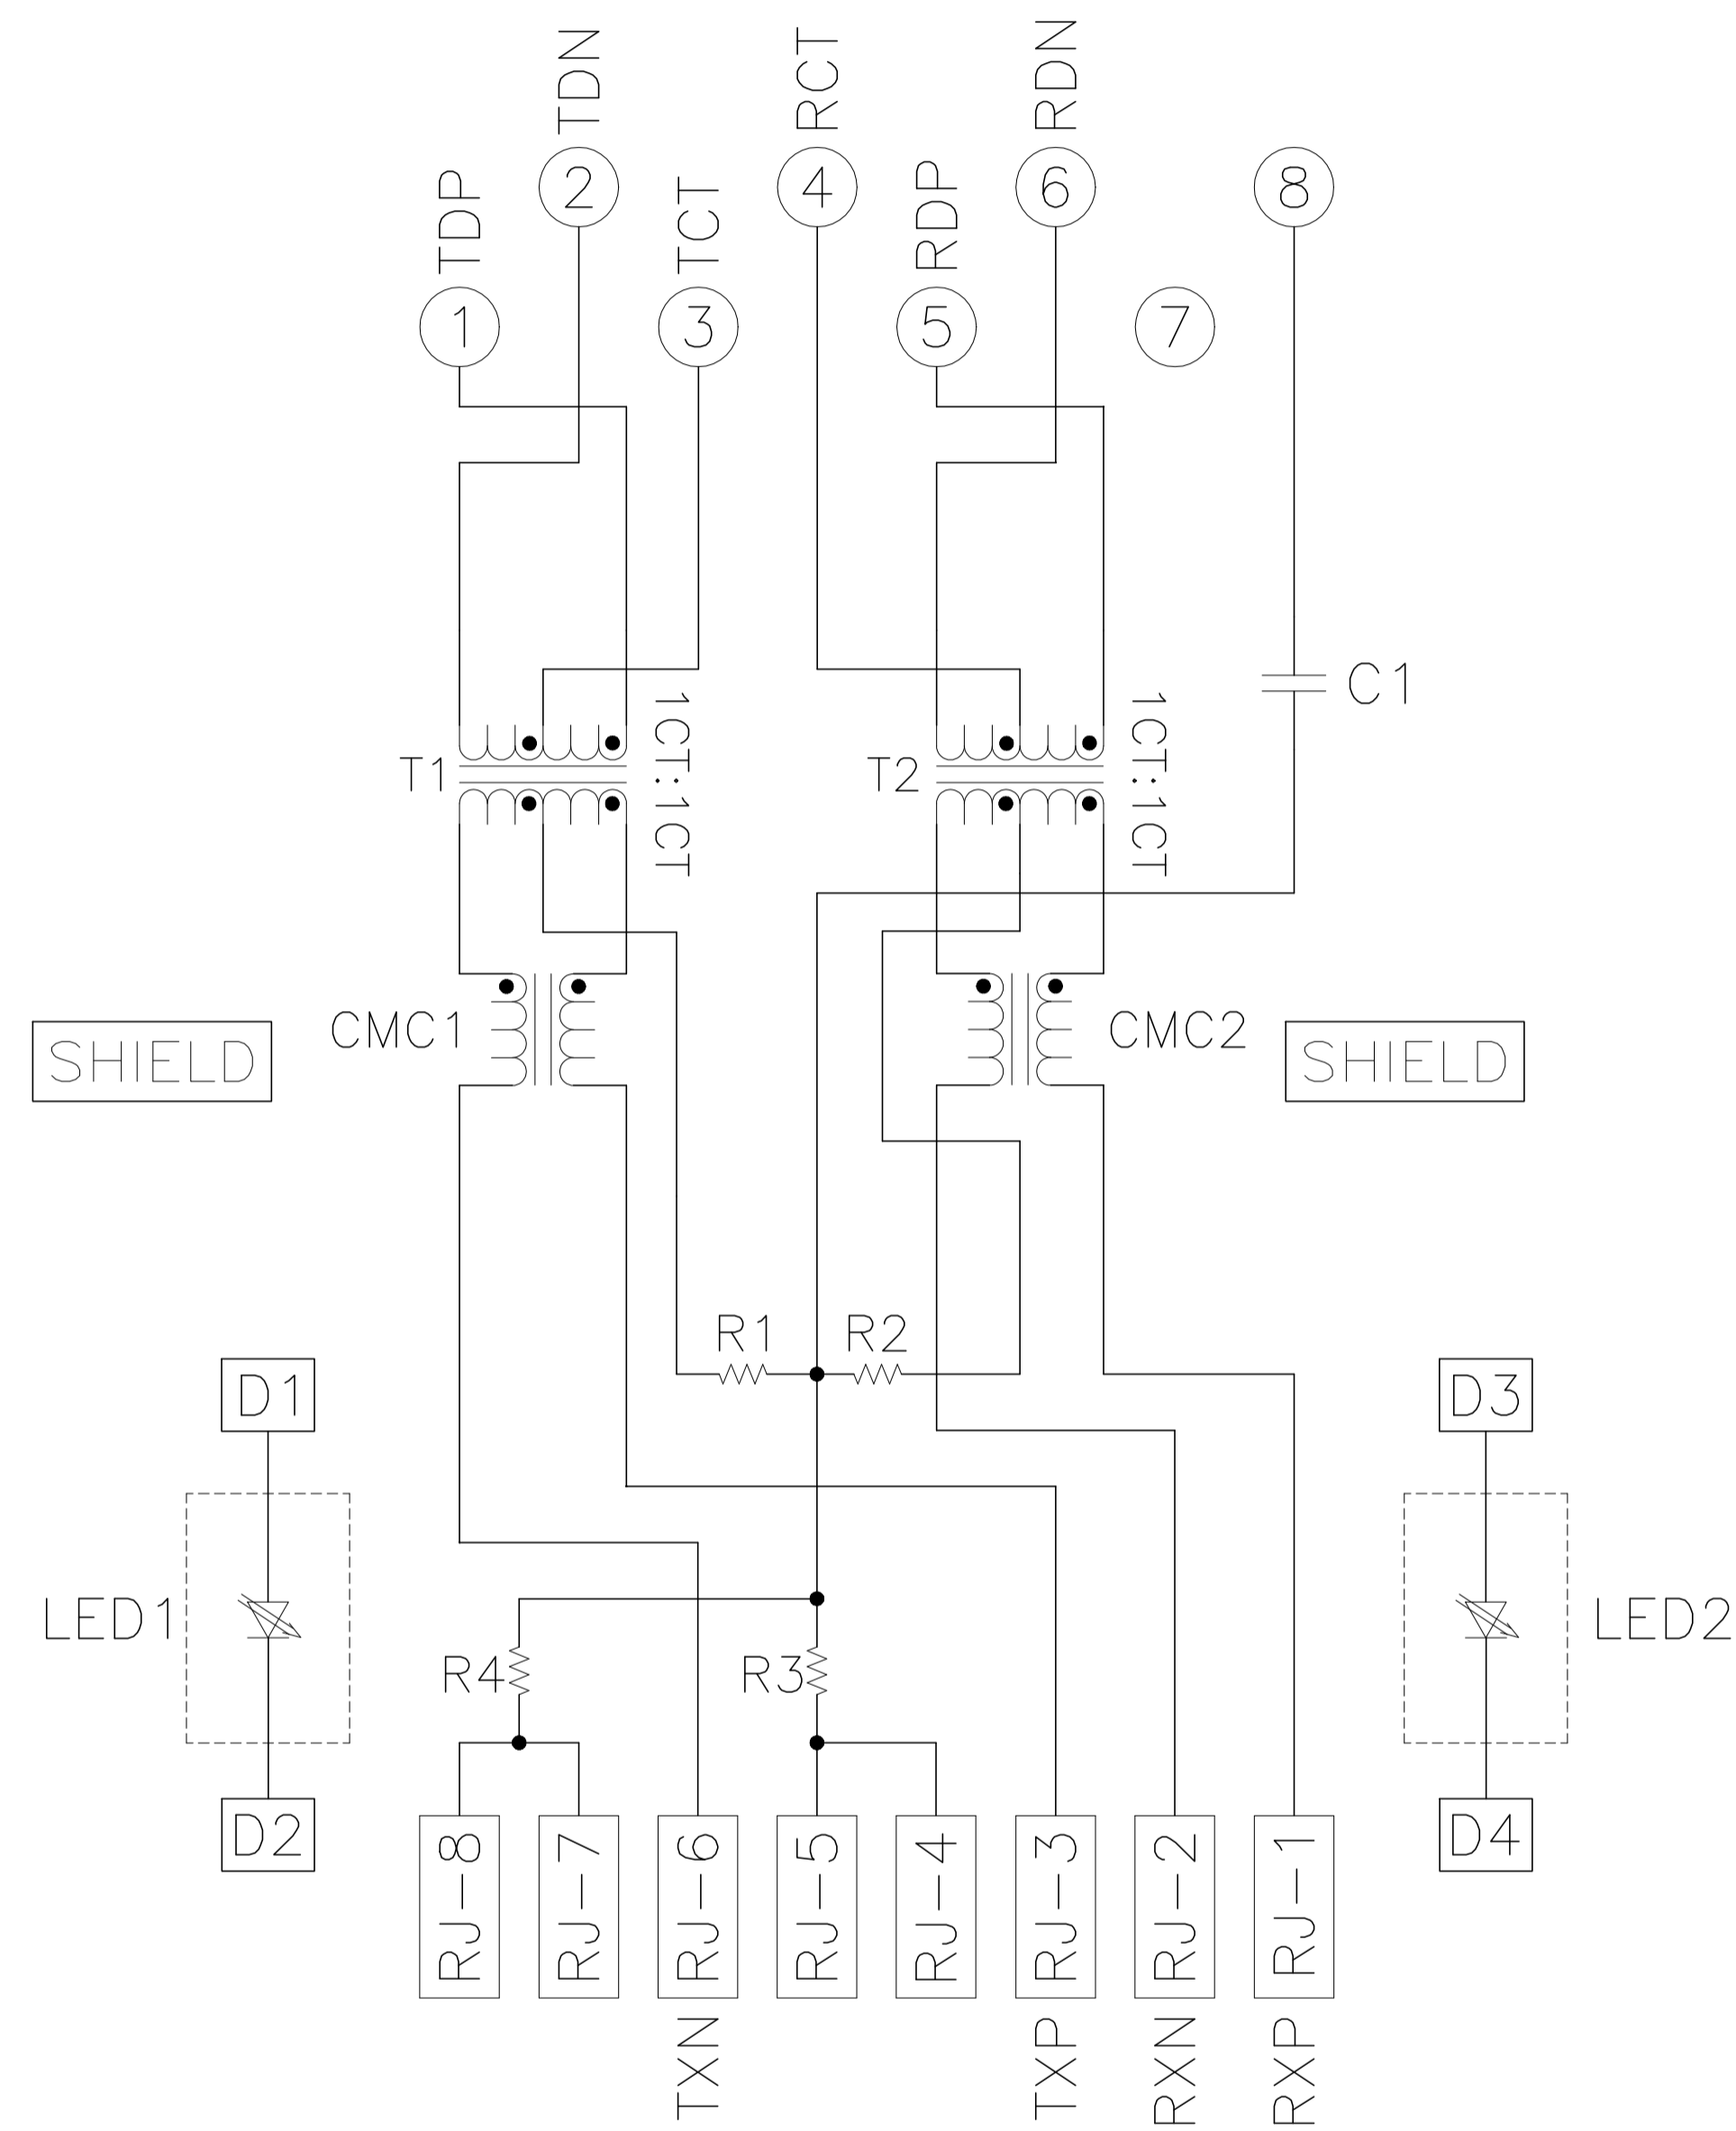 TDP
TDN
TCT
RCT
RDP
RDN
1
2
3
4
5
6
7
8
T1
1CT:1CT
T2
1CT:1CT
C1
CMC1
CMC2
SHIELD
SHIELD
R1
R2
D1
D3
LED1
LED2
R4
R3
D2
D4
RJ-8
RJ-7
RJ-6
RJ-5
RJ-4
RJ-3
RJ-2
RJ-1
TXN
TXP
RXN
RXP